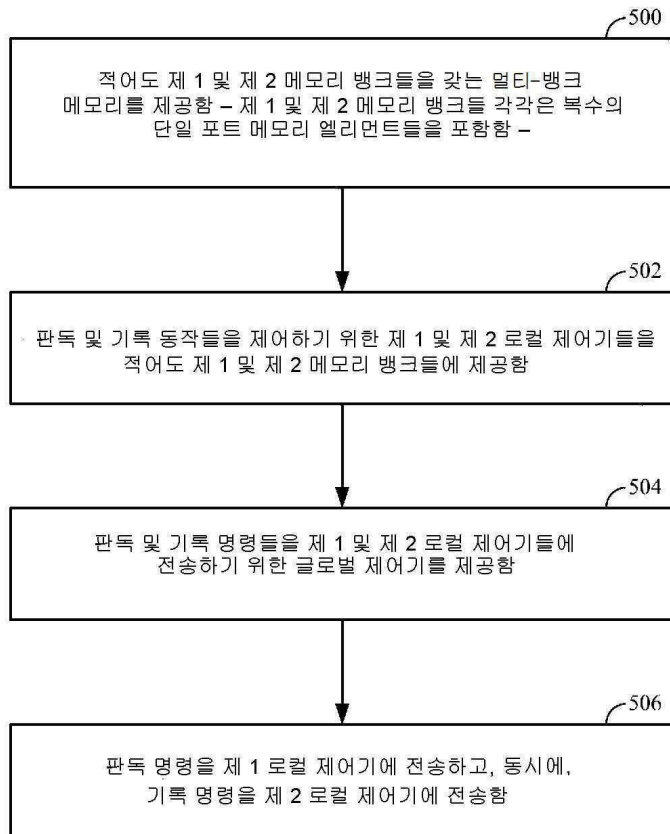 500
적어도 제 1 및 제 2 메모리 뱅크들을 갖는 멀티-뱅크
메모리를 제공함 – 제 1 및 제 2 메모리 뱅크들 각각은 복수의
단일 포트 메모리 엘리먼트들을 포함함 –
502
판독 및 기록 동작들을 제어하기 위한 제 1 및 제 2 로컬 제어기들을
적어도 제 1 및 제 2 메모리 뱅크들에 제공함
504
판독 및 기록 명령들을 제 1 및 제 2 로컬 제어기들에
전송하기 위한 글로벌 제어기를 제공함
506
판독 명령을 제 1 로컬 제어기에 전송하고, 동시에,
기록 명령을 제 2 로컬 제어기에 전송함